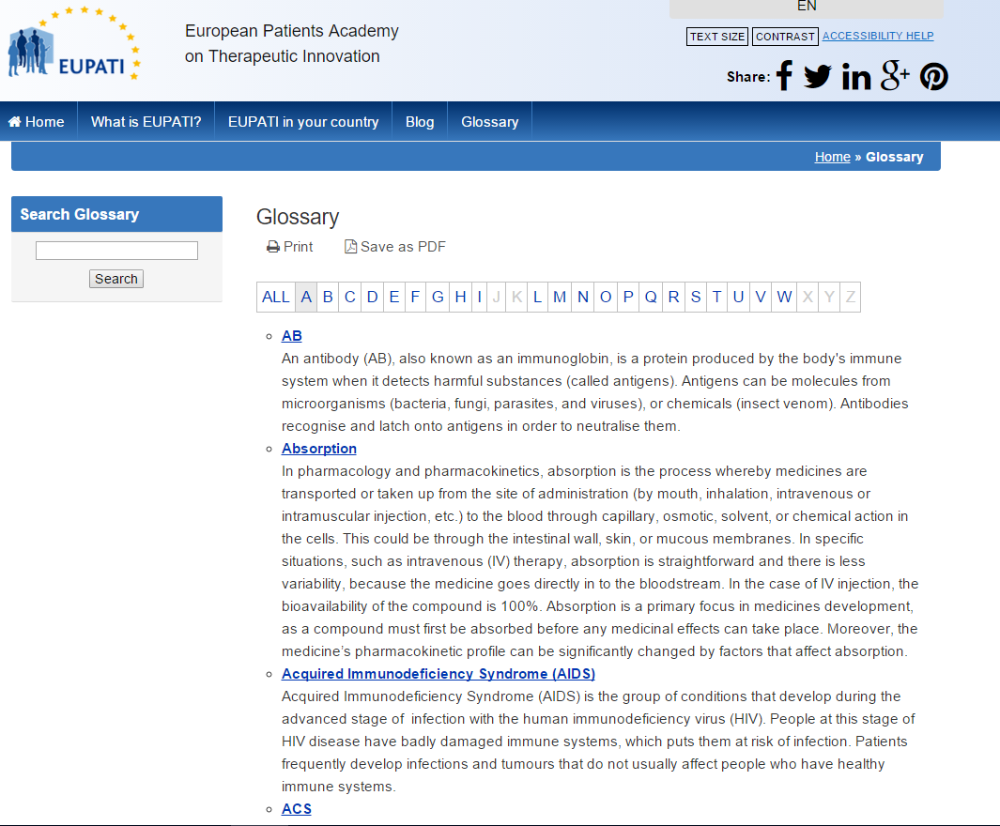 EN
EUPATI
European Patients Academy
on Therapeutic Innovation
TEXT SIZE CONTRAST ACCESSIBILITY HELP
Share:
Home What is EUPATI? EUPATI in your country Blog Glossary
Home » Glossary
Search Glossary
Search
Glossary
Print Save as PDF
ALL A B C D E F G H I J K L M N O P Q R S T U V W X Y Z
AB
An antibody (AB), also known as an immunoglobin, is a protein produced by the body's immune
system when it detects harmful substances (called antigens). Antigens can be molecules from
microorganisms (bacteria, fungi, parasites, and viruses), or chemicals (insect venom). Antibodies
recognise and latch onto antigens in order to neutralise them.
Absorption
In pharmacology and pharmacokinetics, absorption is the process whereby medicines are
transported or taken up from the site of administration (by mouth, inhalation, intravenous or
intramuscular injection, etc.) to the blood through capillary, osmotic, solvent, or chemical action in
the cells. This could be through the intestinal wall, skin, or mucous membranes. In specific
situations, such as intravenous (IV) therapy, absorption is straightforward and there is less
variability, because the medicine goes directly in to the bloodstream. In the case of IV injection, the
bioavailability of the compound is 100%. Absorption is a primary focus in medicines development,
as a compound must first be absorbed before any medicinal effects can take place. Moreover, the
medicine's pharmacokinetic profile can be significantly changed by factors that affect absorption.
Acquired Immunodeficiency Syndrome (AIDS)
Acquired Immunodeficiency Syndrome (AIDS) is the group of conditions that develop during the
advanced stage of infection with the human immunodeficiency virus (HIV). People at this stage of
HIV disease have badly damaged immune systems, which puts them at risk of infection. Patients
frequently develop infections and tumours that do not usually affect people who have healthy
immune systems.
ACS